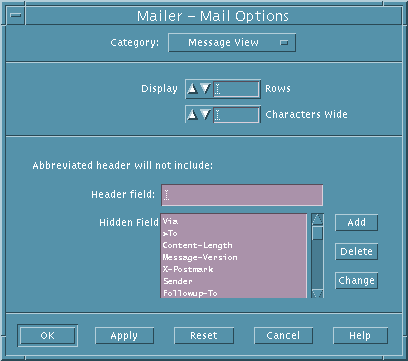 Mailer - Mail Options
Category: Message View
Display Rows
Characters Wide
Abbreviated header will not include:
Header field:
Hidden Field
Via
>To
Content-Length
Message-Version
X-Postmark
Sender
Followup-To
Add
Delete
Change
OK Apply Reset Cancel Help